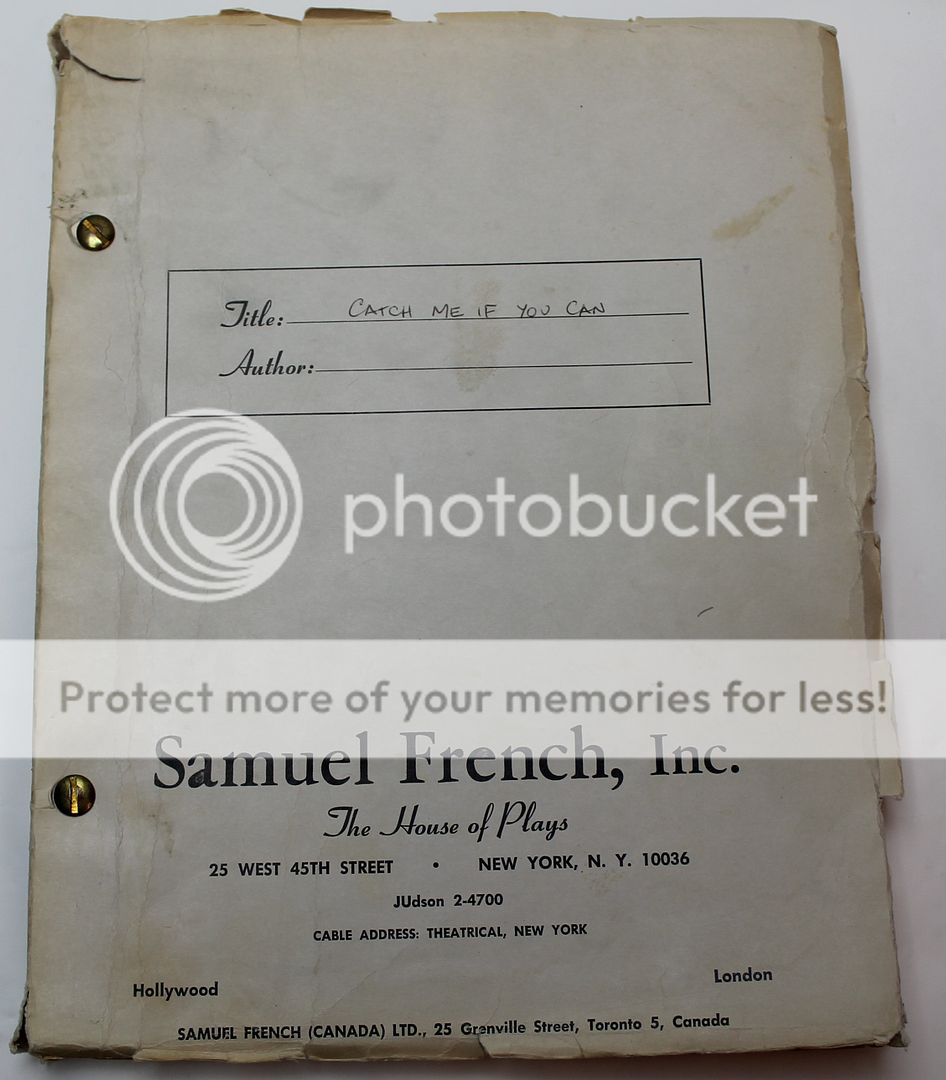 Title: CATCH ME IF YOU CAN
Author:
photobucket
Protect more of your memories for less!
Samuel French, Inc.
The House of Plays
25 WEST 45TH STREET • NEW YORK, N. Y. 10036
JUdson 2-4700
CABLE ADDRESS: THEATRICAL, NEW YORK
Hollywood London
SAMUEL FRENCH (CANADA) LTD., 25 Grenville Street, Toronto 5, Canada